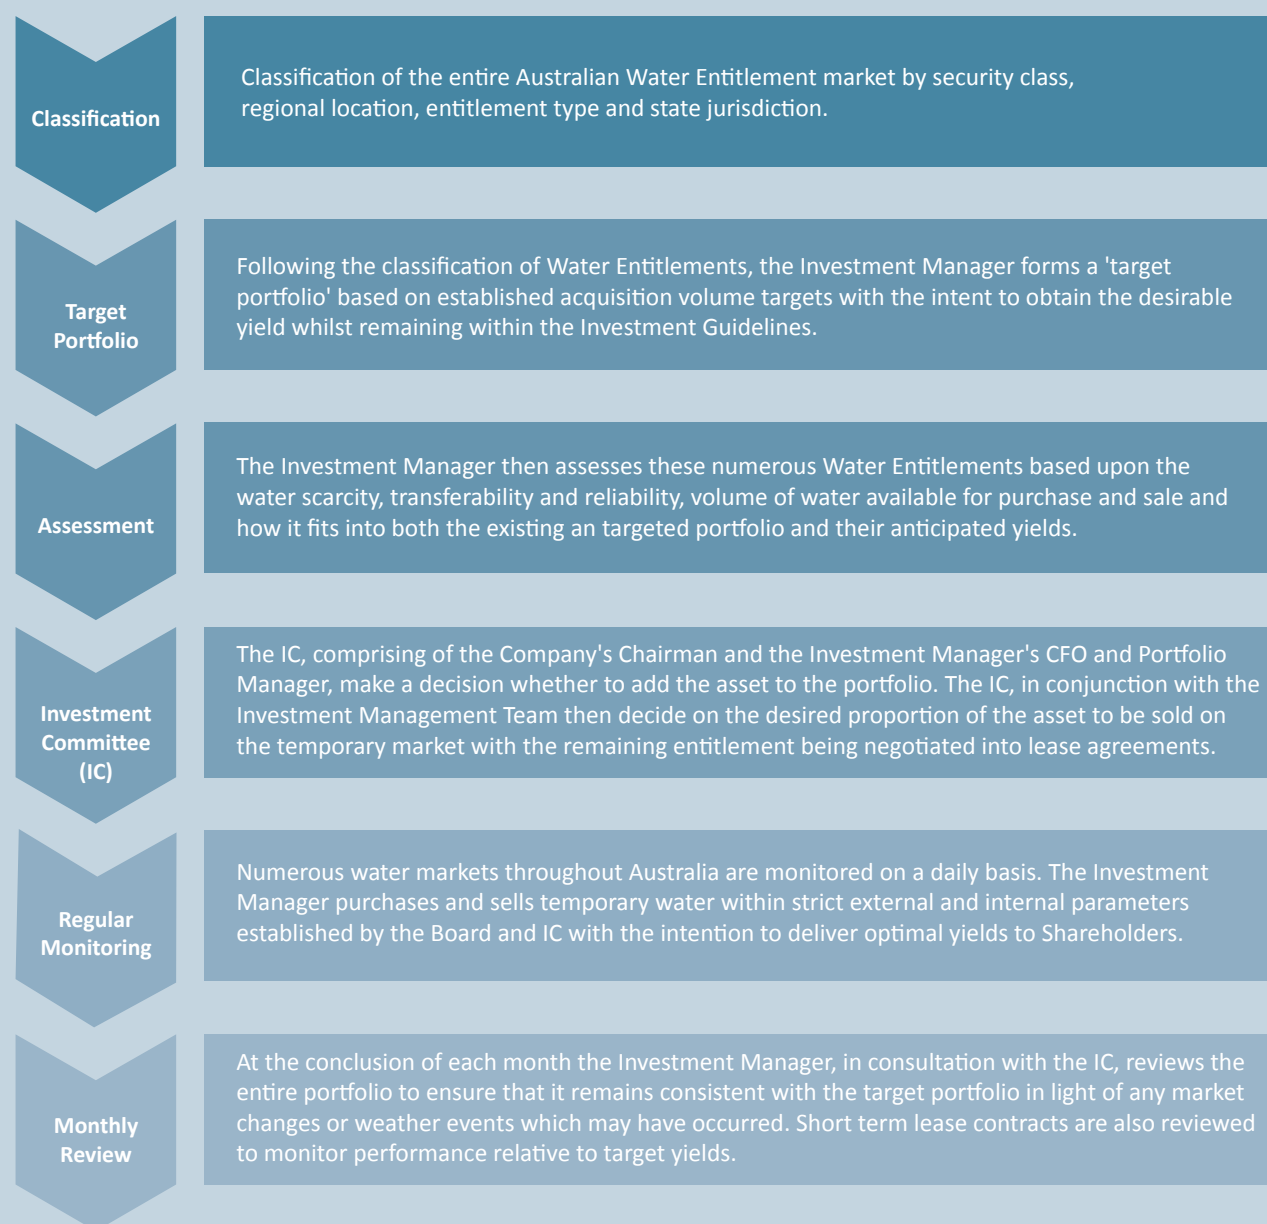 Classification
Classification of the entire Australian Water Entitlement market by security class,
regional location, entitlement type and state jurisdiction.
Target
Portfolio
Following the classification of Water Entitlements, the Investment Manager forms a 'target
portfolio' based on established acquisition volume targets with the intent to obtain the desirable
yield whilst remaining within the Investment Guidelines.
Assessment
The Investment Manager then assesses these numerous Water Entitlements based upon the
water scarcity, transferability and reliability, volume of water available for purchase and sale and
how it fits into both the existing an targeted portfolio and their anticipated yields.
Investment
Committee
(IC)
The IC, comprising of the Company's Chairman and the Investment Manager's CFO and Portfolio
Manager, make a decision whether to add the asset to the portfolio. The IC, in conjunction with the
Investment Management Team then decide on the desired proportion of the asset to be sold on
the temporary market with the remaining entitlement being negotiated into lease agreements.
Regular
Monitoring
Numerous water markets throughout Australia are monitored on a daily basis. The Investment
Manager purchases and sells temporary water within strict external and internal parameters
established by the Board and IC with the intention to deliver optimal yields to Shareholders.
Monthly
Review
At the conclusion of each month the Investment Manager, in consultation with the IC, reviews the
entire portfolio to ensure that it remains consistent with the target portfolio in light of any market
changes or weather events which may have occurred. Short term lease contracts are also reviewed
to monitor performance relative to target yields.